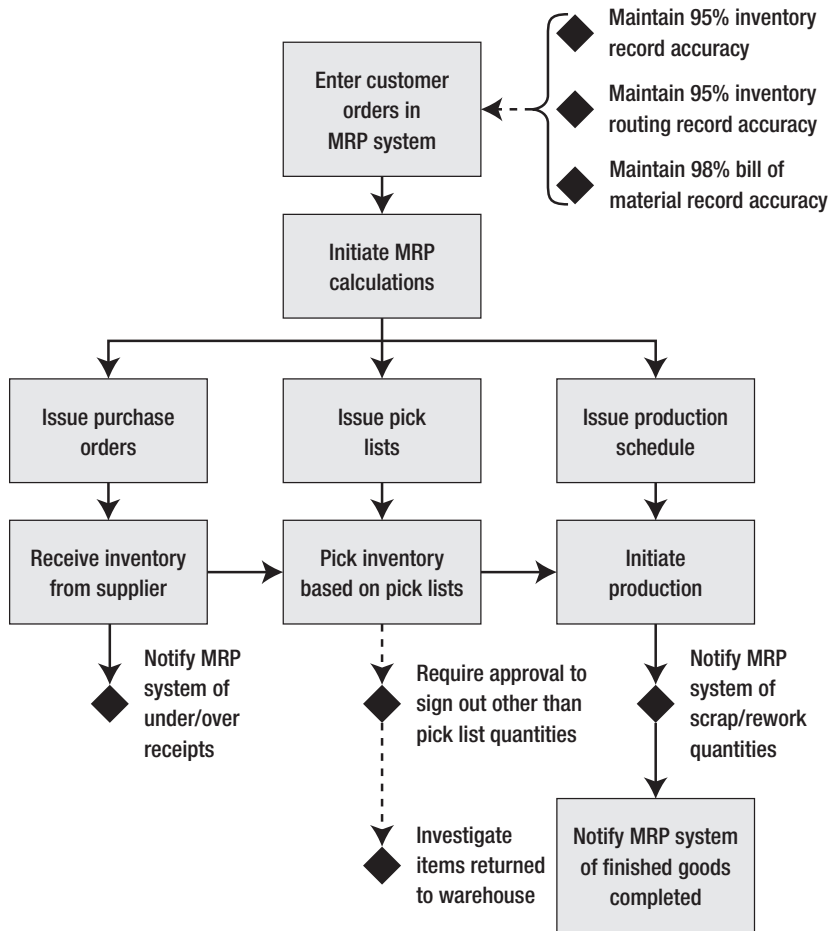 Maintain 95% inventory
record accuracy
Enter customer
orders in
MRP system
Maintain 95% inventory
routing record accuracy
Maintain 98% bill of
material record accuracy
Initiate MRP
calculations
Issue purchase
orders
Issue pick
lists
Issue production
schedule
Receive inventory
from supplier
Pick inventory
based on pick lists
Initiate
production
Notify MRP
system of
under/over
receipts
Require approval to
sign out other than
pick list quantities
Notify MRP
system of
scrap/rework
quantities
Investigate
items returned
to warehouse
Notify MRP system
of finished goods
completed